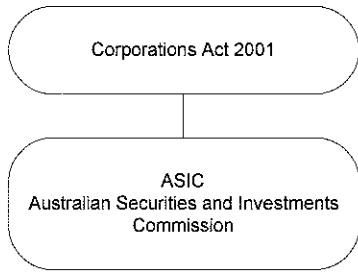 Corporations Act 2001
ASIC
Australian Securities and Investments
Commission